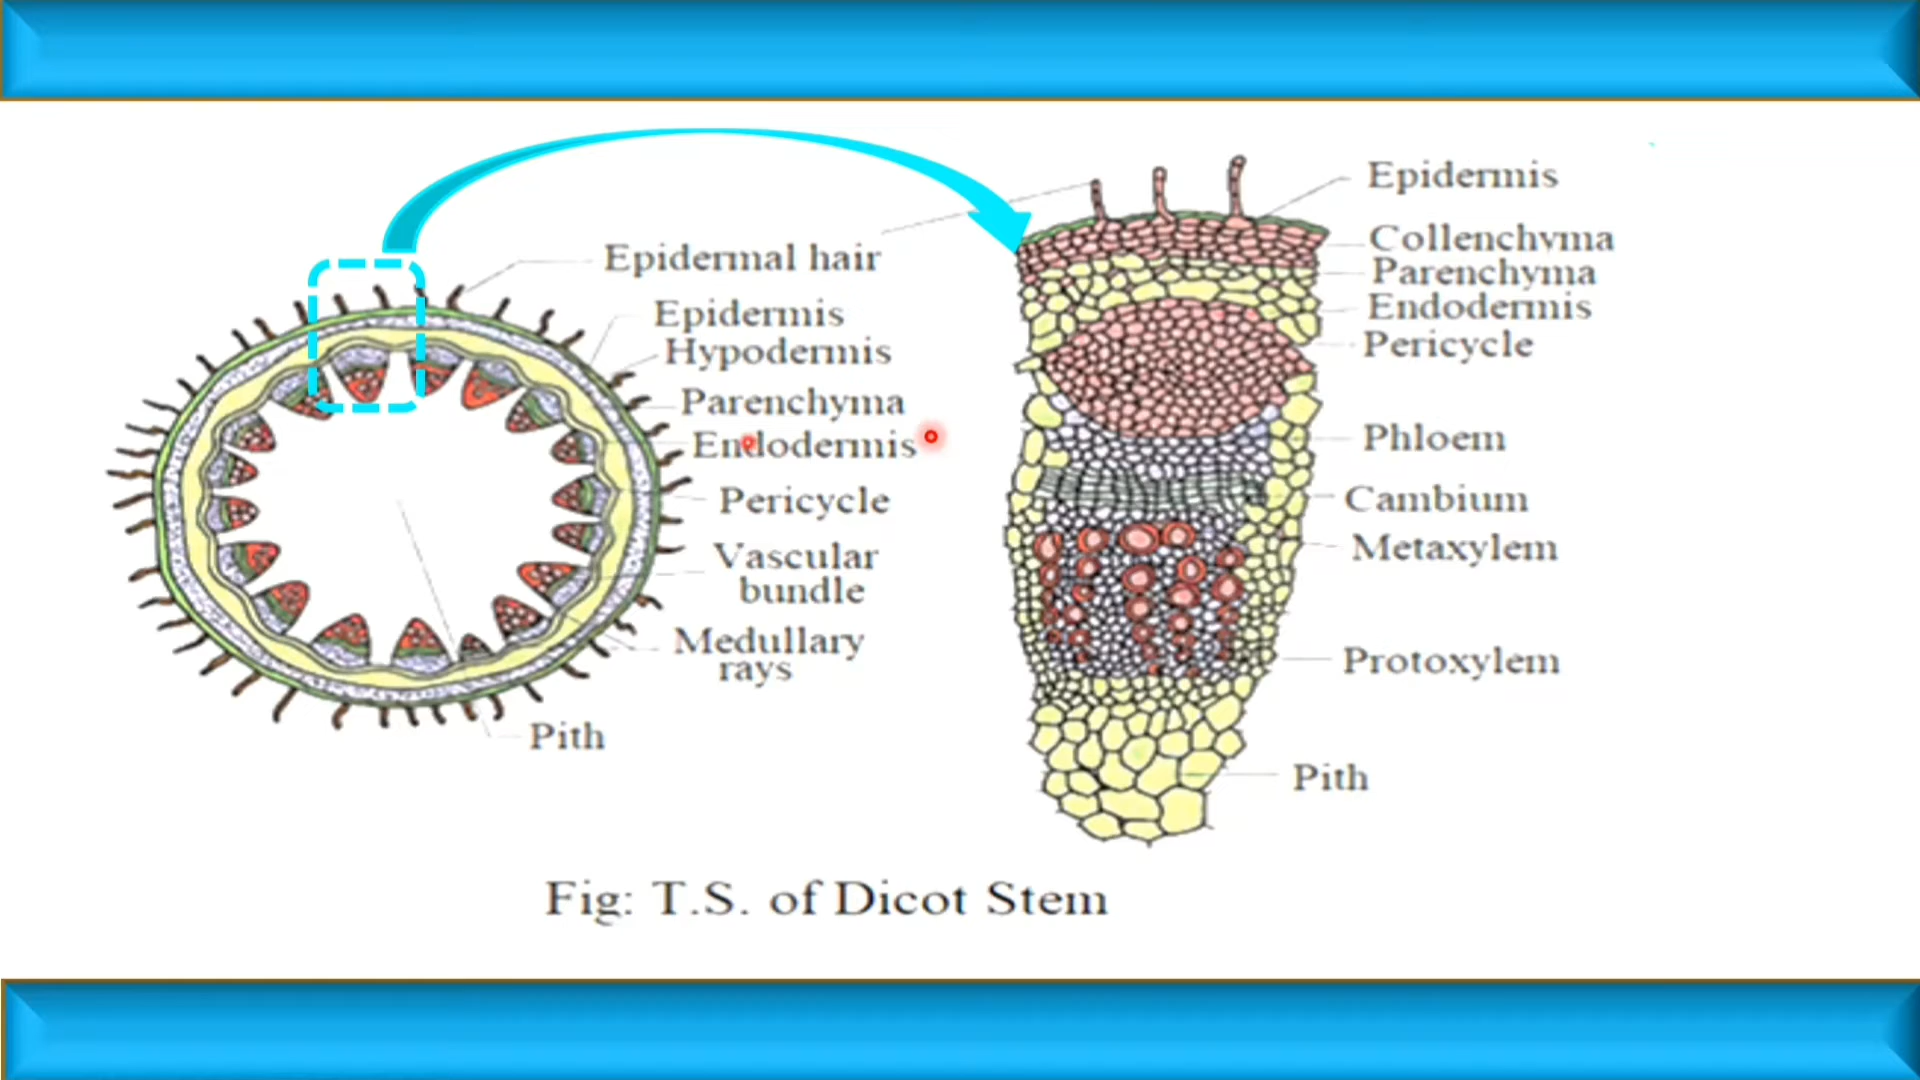 Epidermal hair
Epidermis
Hypodermis
Parenchyma
Endodermis
Pericycle
Vascular
bundle
Medullary
rays
Pith
Epidermis
Collenchyma
Parenchyma
Endodermis
Pericycle
Phloem
Cambium
Metaxylem
Protoxylem
Pith
Fig: T.S. of Dicot Stem